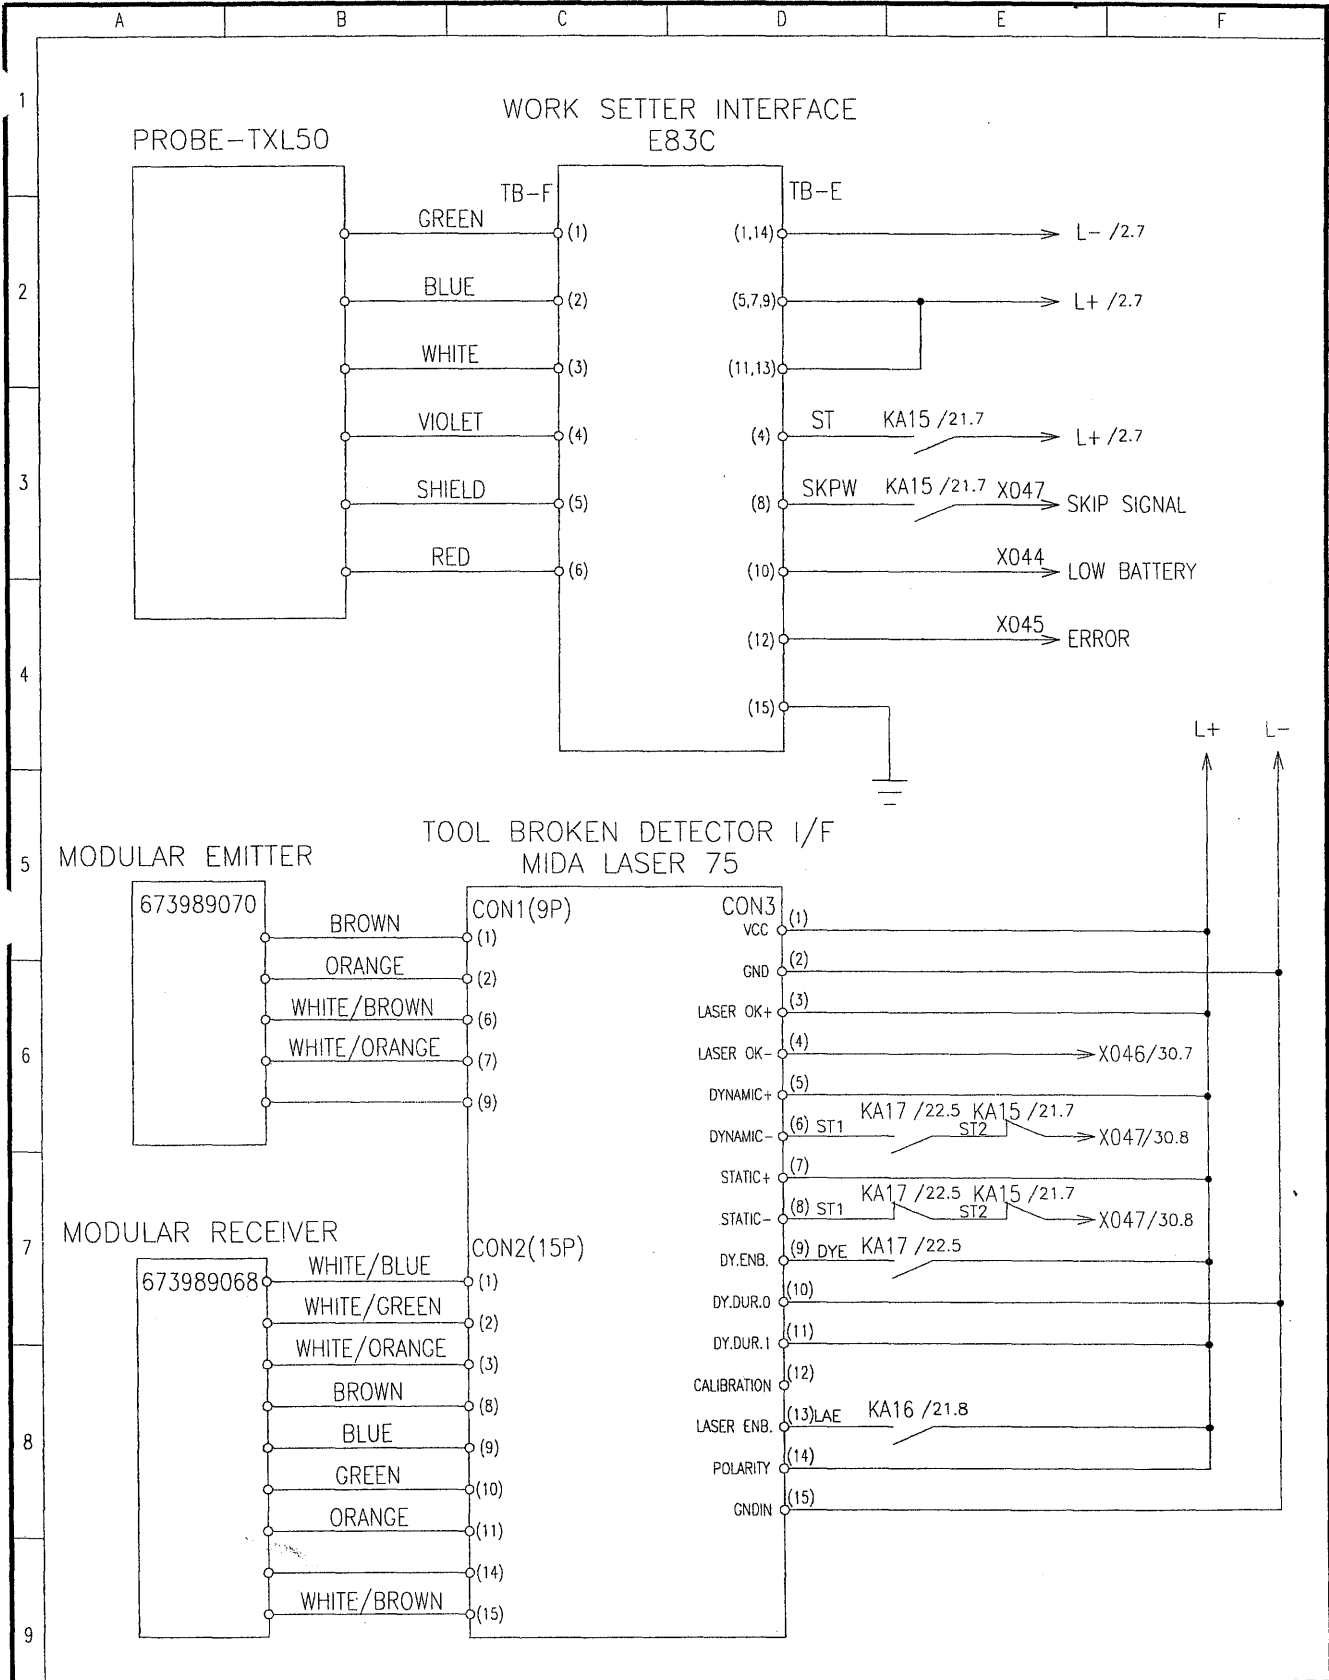 A B C D E F
1
WORK SETTER INTERFACE
PROBE-TXL50 E83C
TB-F TB-E
GREEN (1) (1,14) L- /2.7
2
BLUE (2) (5,7,9) L+ /2.7
WHITE (3) (11,13)
VIOLET (4) (4) ST KA15 /21.7 L+ /2.7
3
SHIELD (5) (8) SKPW KA15 /21.7 X047 SKIP SIGNAL
RED (6) (10) X044 LOW BATTERY
(12) X045 ERROR
4
(15)
L+ L-
TOOL BROKEN DETECTOR I/F
5
MODULAR EMITTER MIDA LASER 75
673989070 CON1(9P) CON3
BROWN (1) VCC (1)
ORANGE (2) GND (2)
WHITE/BROWN (6) LASER OK+ (3)
6
WHITE/ORANGE (7) LASER OK- (4) X046/30.7
(9) DYNAMIC+ (5)
DYNAMIC- (6) ST1 KA17 /22.5 ST2 KA15 /21.7 X047/30.8
STATIC+ (7)
STATIC- (8) ST1 KA17 /22.5 ST2 KA15 /21.7 X047/30.8
7
MODULAR RECEIVER CON2(15P)
DY.ENB. (9) DYE KA17 /22.5
673989068 WHITE/BLUE (1)
WHITE/GREEN (2) DY.DUR.0 (10)
WHITE/ORANGE (3) DY.DUR.1 (11)
BROWN (8) CALIBRATION (12)
8
BLUE (9) LASER ENB. (13) LAE KA16 /21.8
GREEN (10) POLARITY (14)
ORANGE (11) GNDIN (15)
(14)
WHITE/BROWN (15)
9